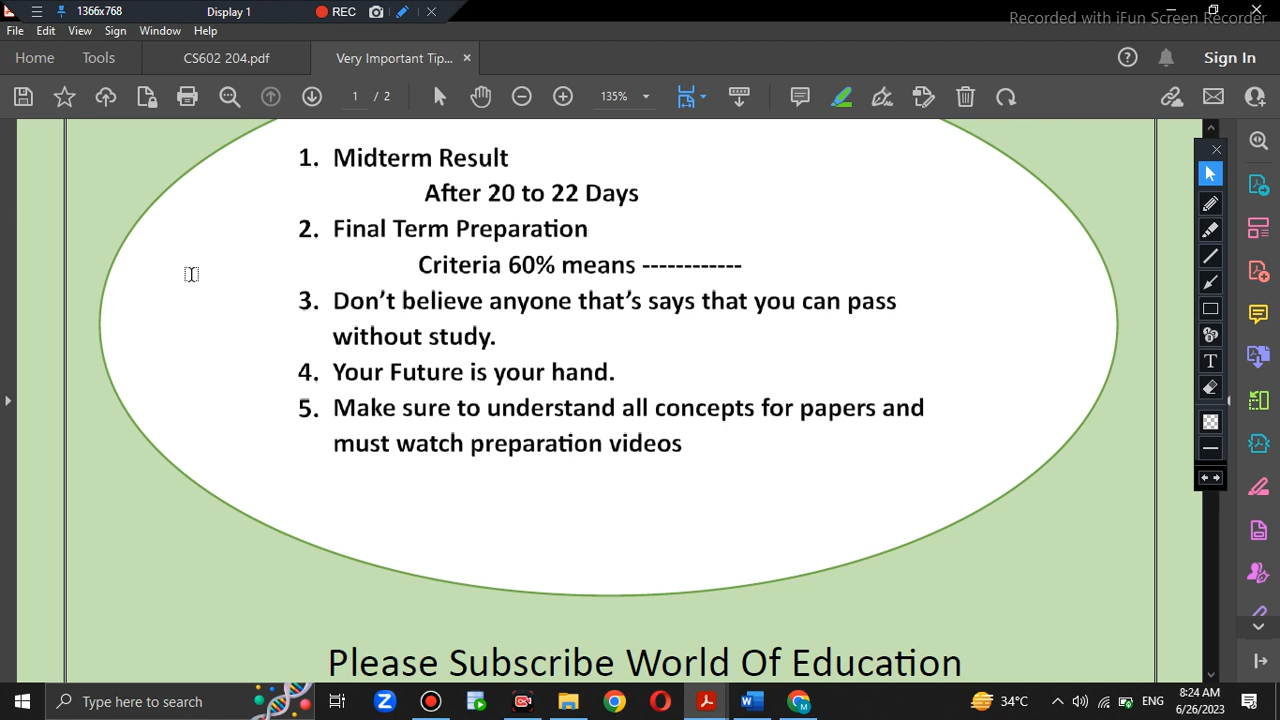 1366x768 Display 1 REC
Recorded with iFun Screen Recorder
File Edit View Sign Window Help
Home Tools CS602 204.pdf Very Important Tip... × Sign In
1 / 2 135%
1. Midterm Result
After 20 to 22 Days
2. Final Term Preparation
Criteria 60% means ------------
3. Don’t believe anyone that’s says that you can pass
without study.
4. Your Future is your hand.
5. Make sure to understand all concepts for papers and
must watch preparation videos
Please Subscribe World Of Education
Type here to search 34°C ENG 8:24 AM
6/26/2023